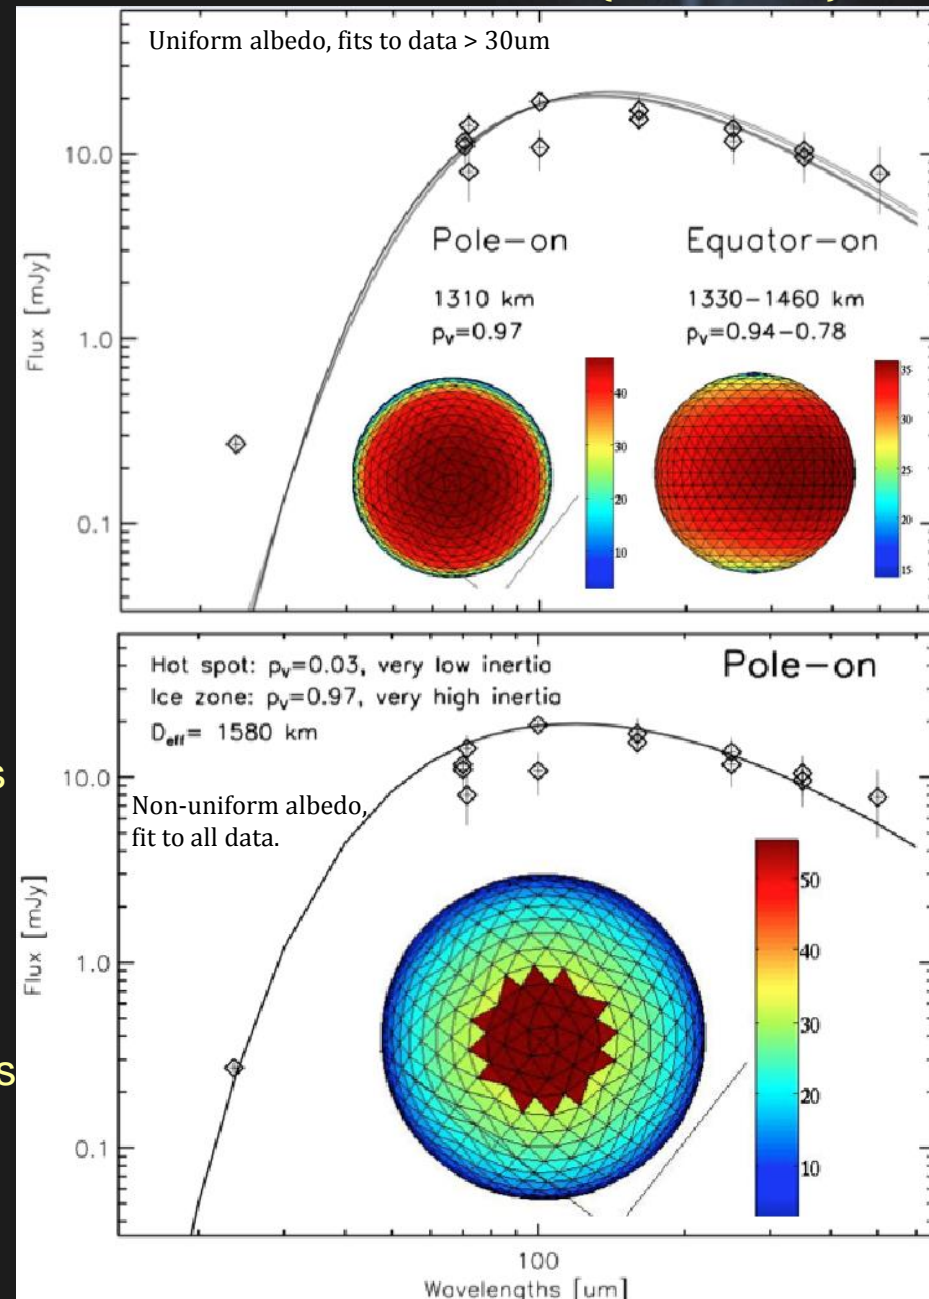 Uniform albedo, fits to data > 30um
10.0
1.0
0.1
Flux [mJy]
Pole-on
1310 km
pᵥ=0.97
Equator-on
1330-1460 km
pᵥ=0.94-0.78
40
30
20
10
35
30
25
20
15
Hot spot: pᵥ=0.03, very low inertia
Ice zone: pᵥ=0.97, very high inertia
D_eff= 1580 km
Pole-on
Non-uniform albedo,
fit to all data.
10.0
1.0
0.1
Flux [mJy]
50
40
30
20
10
100
Wavelengths [um]
s
s